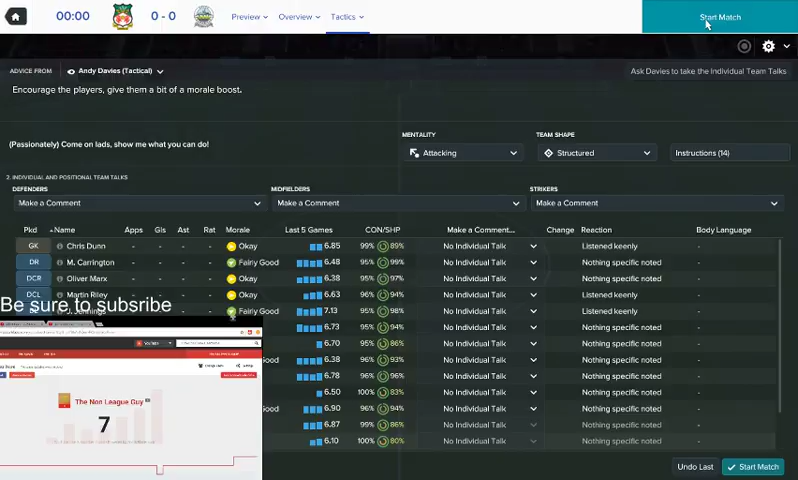 00:00
0 - 0
Preview
Overview
Tactics
Start Match
ADVICE FROM
Andy Davies (Tactical)
Ask Davies to take the Individual Team Talks
Encourage the players, give them a bit of a morale boost.
(Passionately) Come on lads, show me what you can do!
MENTALITY
Attacking
TEAM SHAPE
Structured
Instructions (14)
2. INDIVIDUAL AND POSITIONAL TEAM TALKS
DEFENDERS
MIDFIELDERS
STRIKERS
Make a Comment
Make a Comment
Make a Comment
Pkd Name Apps Gls Ast Rat Morale Last 5 Games CON/SHP Make a Comment... Change Reaction Body Language
GK Chris Dunn - - - - Okay 6.85 99% 89% No Individual Talk Listened keenly -
DR M. Carrington - - - - Fairly Good 6.48 95% 99% No Individual Talk Nothing specific noted -
DCR Oliver Marx - - - - Okay 6.38 95% 97% No Individual Talk Nothing specific noted -
DCL Martin Riley - - - - Okay 6.63 96% 94% No Individual Talk Listened keenly -
J. Jennings - - - - Fairly Good 7.13 95% 98% No Individual Talk Listened keenly -
Be sure to subsribe
6.73 95% 94% No Individual Talk Nothing specific noted -
6.70 95% 86% No Individual Talk Nothing specific noted -
Good 6.38 96% 93% No Individual Talk Nothing specific noted -
6.78 96% 96% No Individual Talk Nothing specific noted -
6.50 100% 83% No Individual Talk Nothing specific noted -
Good 6.90 96% 94% No Individual Talk Nothing specific noted -
6.87 99% 86% No Individual Talk Nothing specific noted -
6.10 100% 80% No Individual Talk Nothing specific noted -
The Non League Guy
7
Undo Last
Start Match